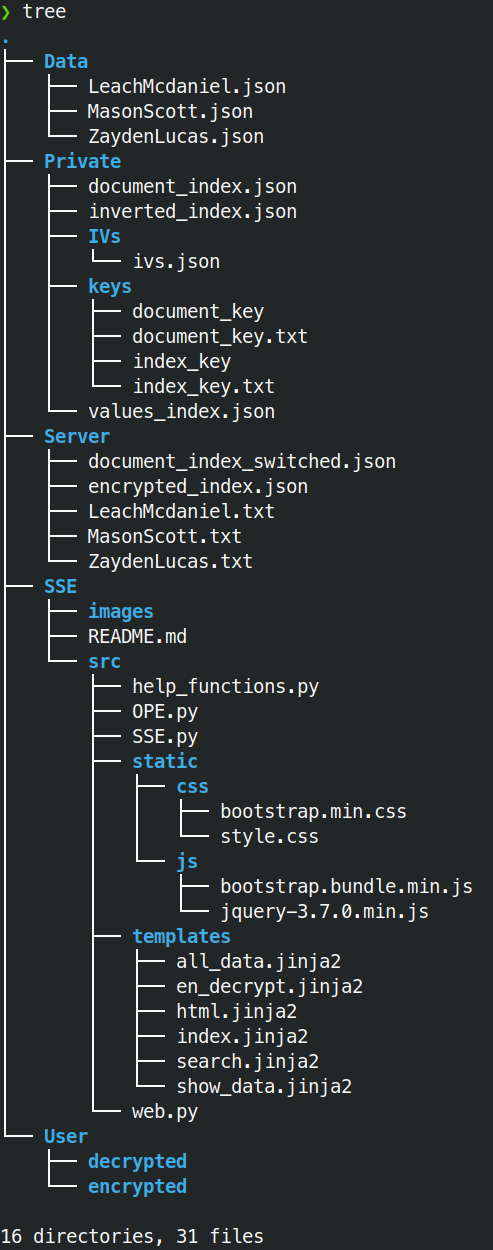 ❯ tree
.
├── Data
│   ├── LeachMcdaniel.json
│   ├── MasonScott.json
│   └── ZaydenLucas.json
├── Private
│   ├── document_index.json
│   ├── inverted_index.json
│   ├── IVs
│   │   └── ivs.json
│   ├── keys
│   │   ├── document_key
│   │   ├── document_key.txt
│   │   ├── index_key
│   │   └── index_key.txt
│   └── values_index.json
├── Server
│   ├── document_index_switched.json
│   ├── encrypted_index.json
│   ├── LeachMcdaniel.txt
│   ├── MasonScott.txt
│   └── ZaydenLucas.txt
├── SSE
│   ├── images
│   ├── README.md
│   └── src
│       ├── help_functions.py
│       ├── OPE.py
│       ├── SSE.py
│       ├── static
│       │   ├── css
│       │   │   ├── bootstrap.min.css
│       │   │   └── style.css
│       │   └── js
│       │       ├── bootstrap.bundle.min.js
│       │       └── jquery-3.7.0.min.js
│       ├── templates
│       │   ├── all_data.jinja2
│       │   ├── en_decrypt.jinja2
│       │   ├── html.jinja2
│       │   ├── index.jinja2
│       │   ├── search.jinja2
│       │   └── show_data.jinja2
│       └── web.py
└── User
    ├── decrypted
    └── encrypted

16 directories, 31 files